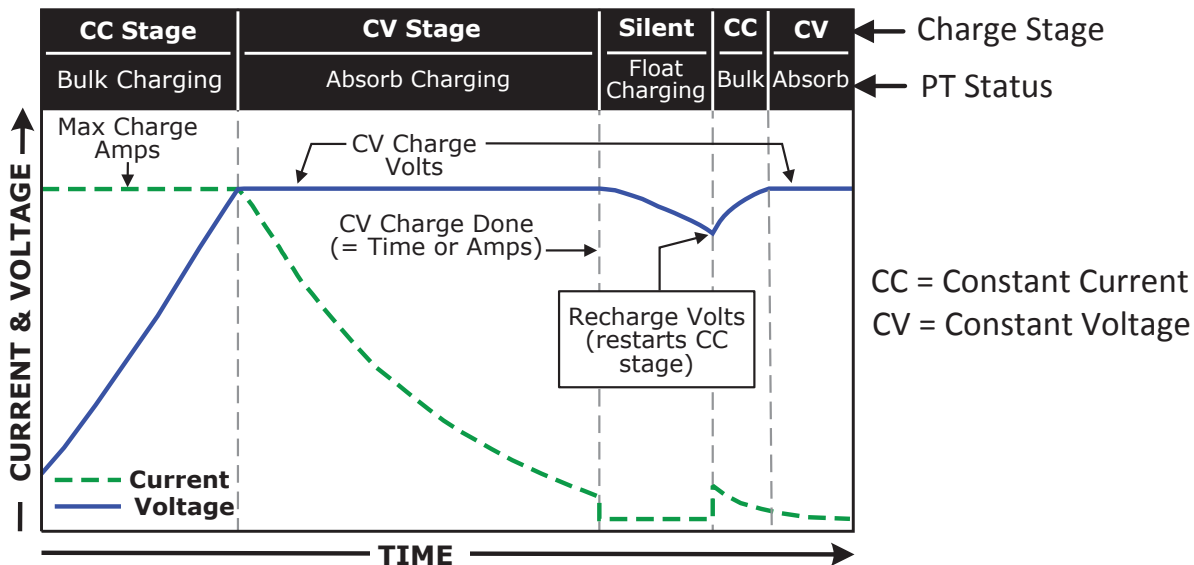 CC Stage
CV Stage
Silent
CC
CV
Charge Stage
Bulk Charging
Absorb Charging
Float
Charging
Bulk
Absorb
PT Status
Max Charge
Amps
CV Charge
Volts
CV Charge Done
(= Time or Amps)
Recharge Volts
(restarts CC
stage)
CC = Constant Current
CV = Constant Voltage
CURRENT & VOLTAGE
Current
Voltage
TIME